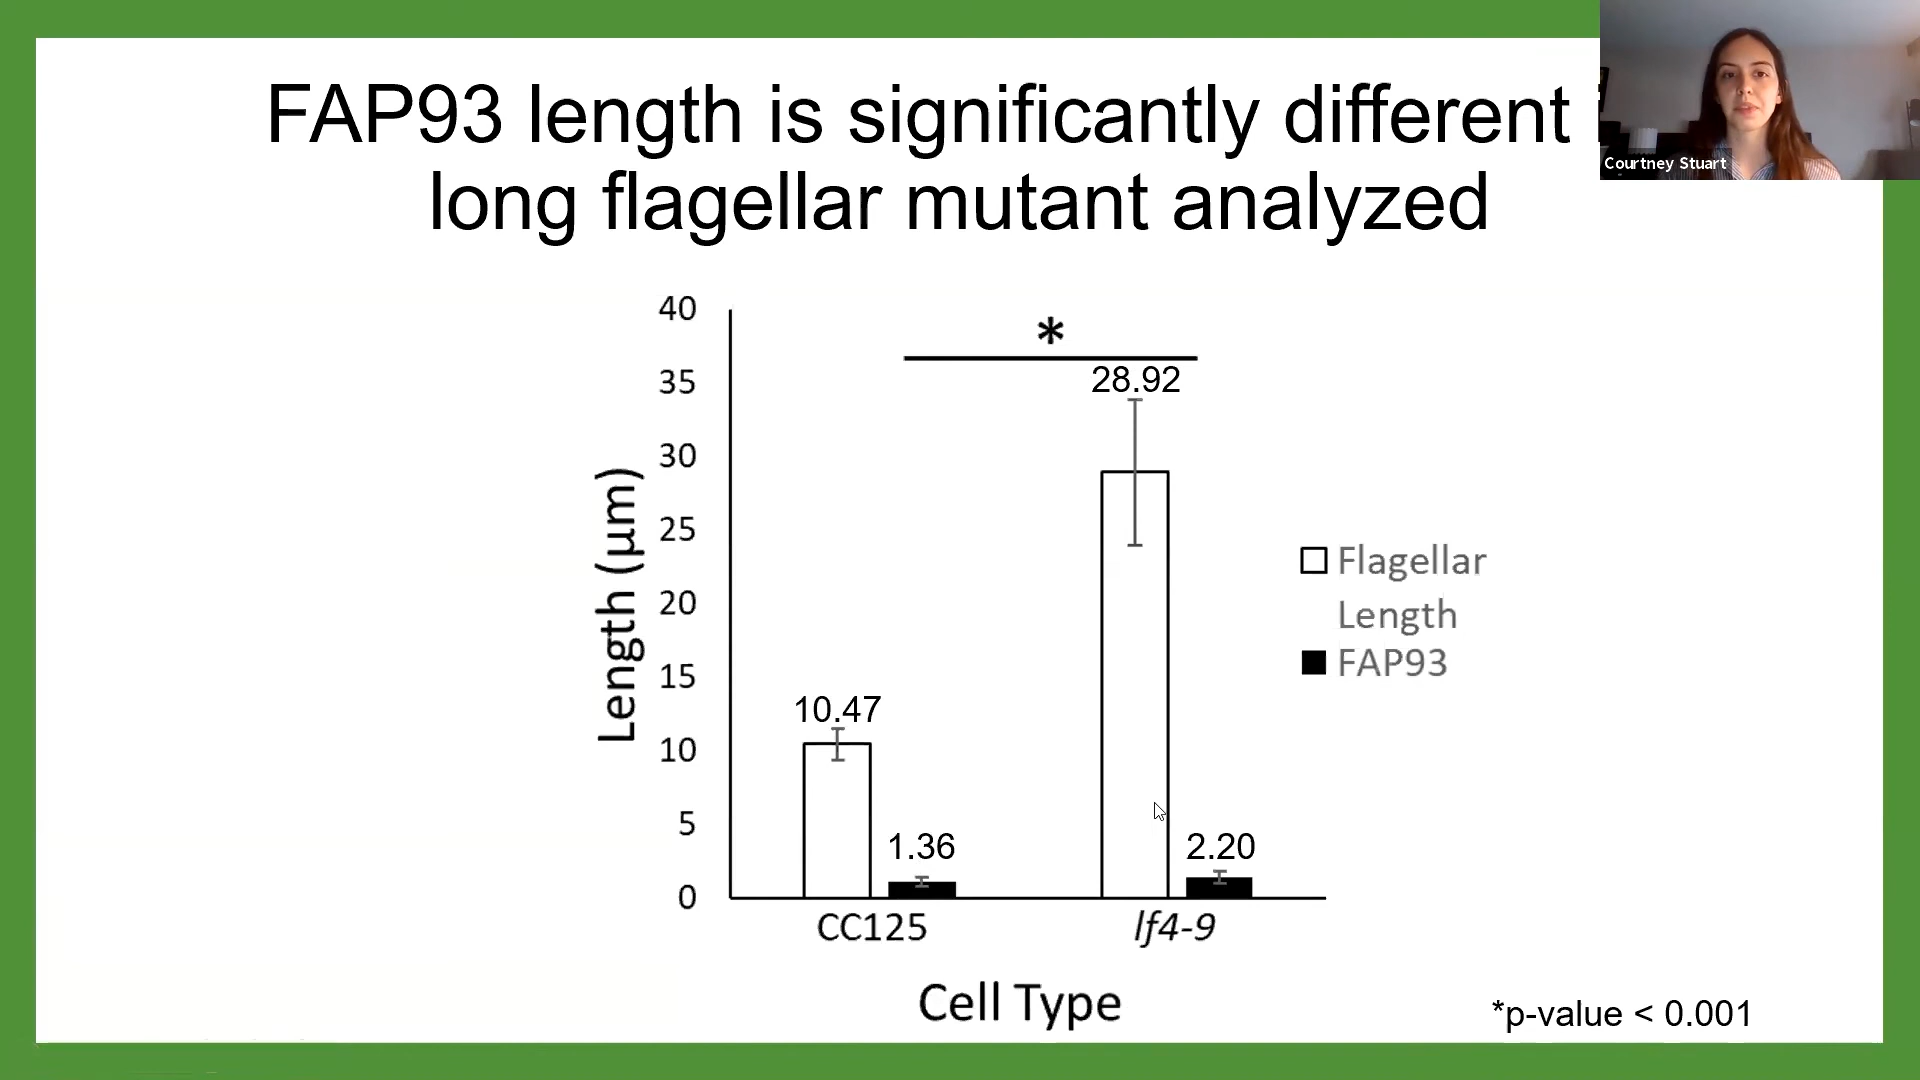 FAP93 length is significantly different
long flagellar mutant analyzed
Courtney Stuart
40
35
30
25
20
15
10
5
0
Length (µm)
*
28.92
10.47
1.36
2.20
Flagellar
Length
FAP93
CC125
lf4-9
Cell Type
*p-value < 0.001